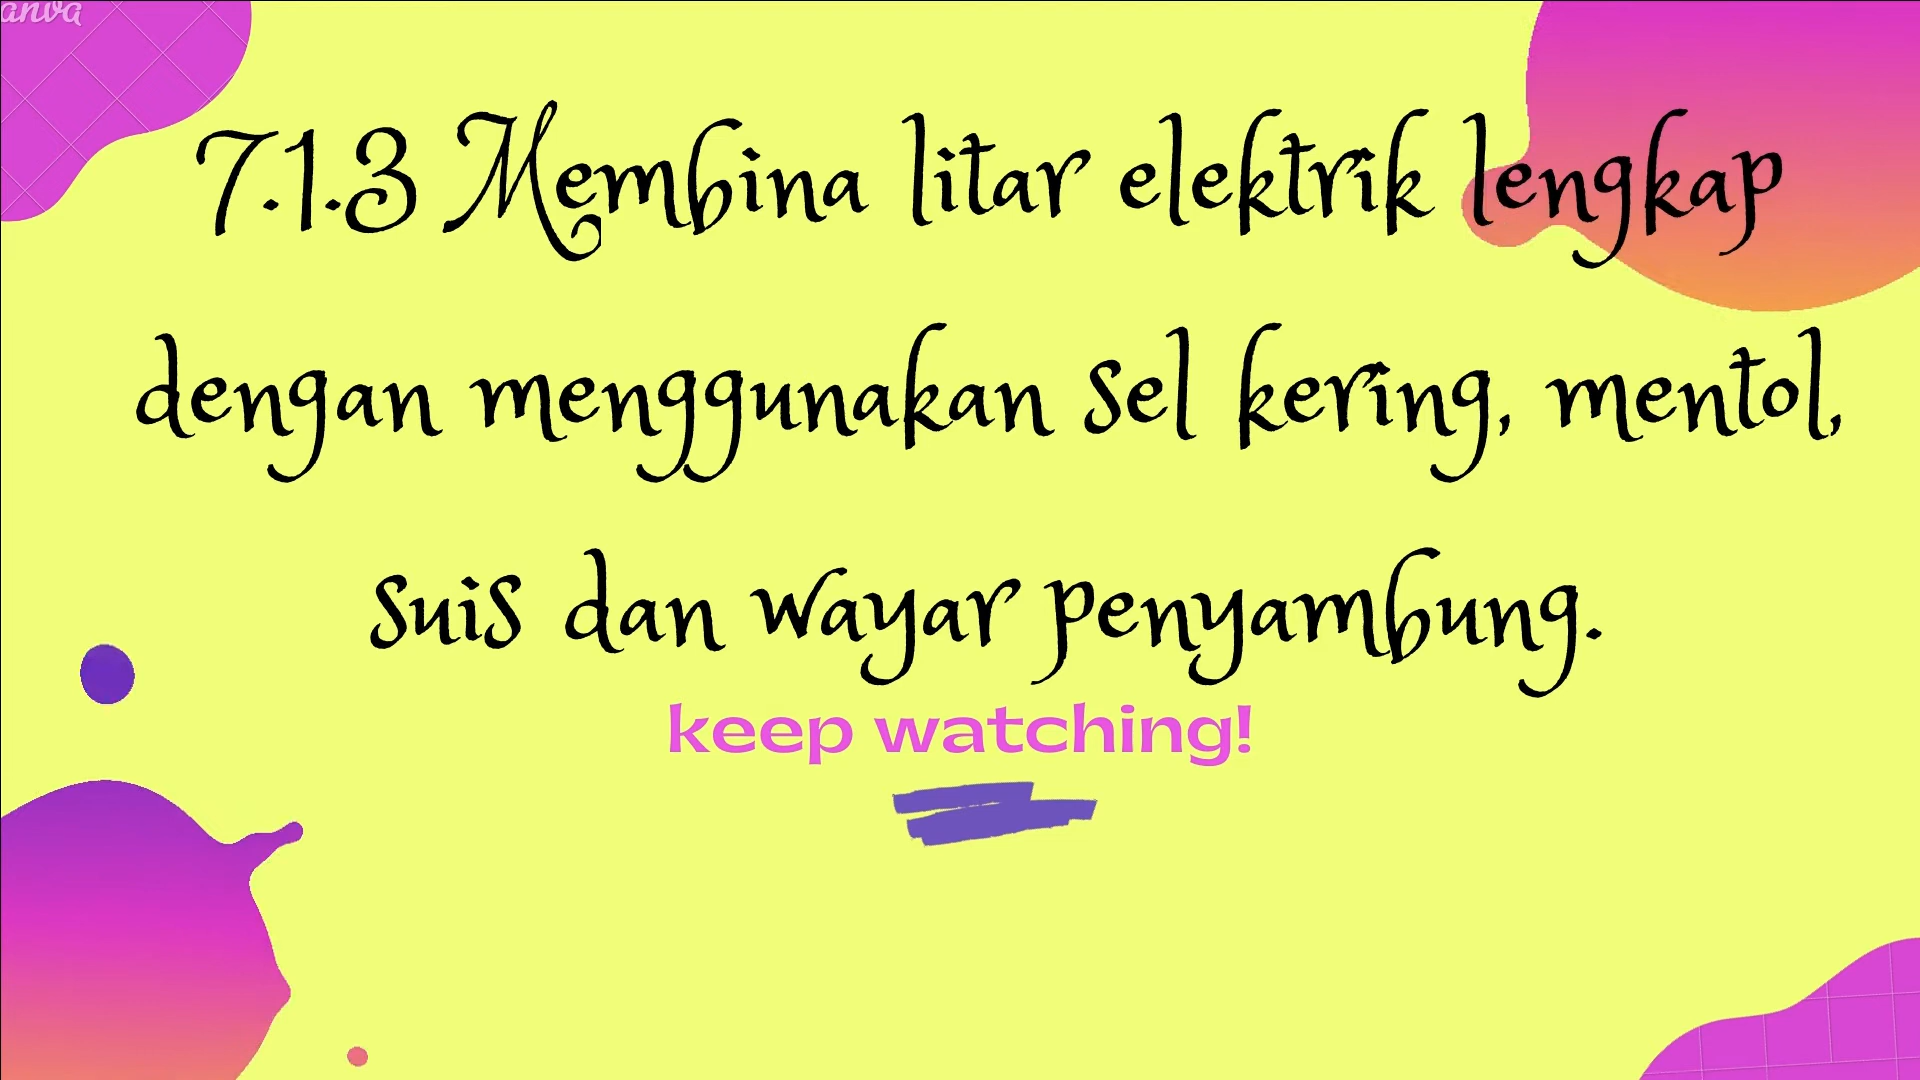 7.1.3 Membina litar elektrik lengkap
dengan menggunakan sel kering, mentol,
suis dan wayar penyambung.
keep watching!